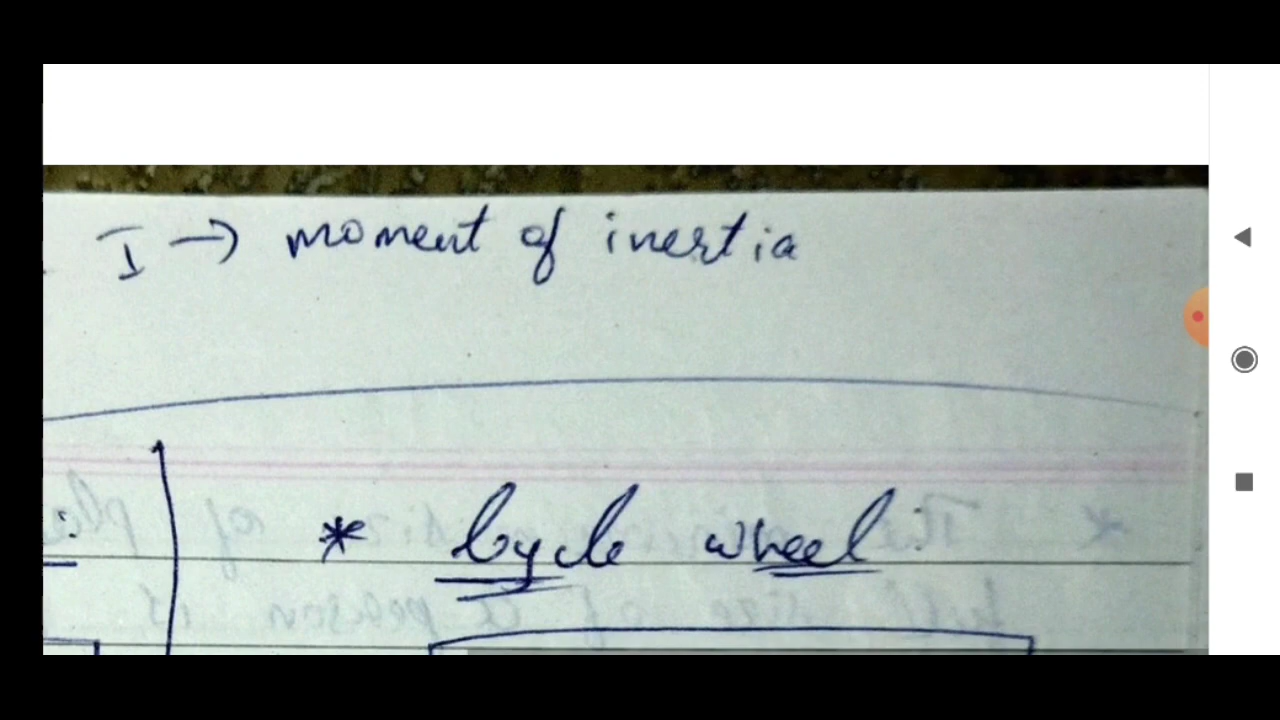 I → moment of inertia
* Cycle wheel :